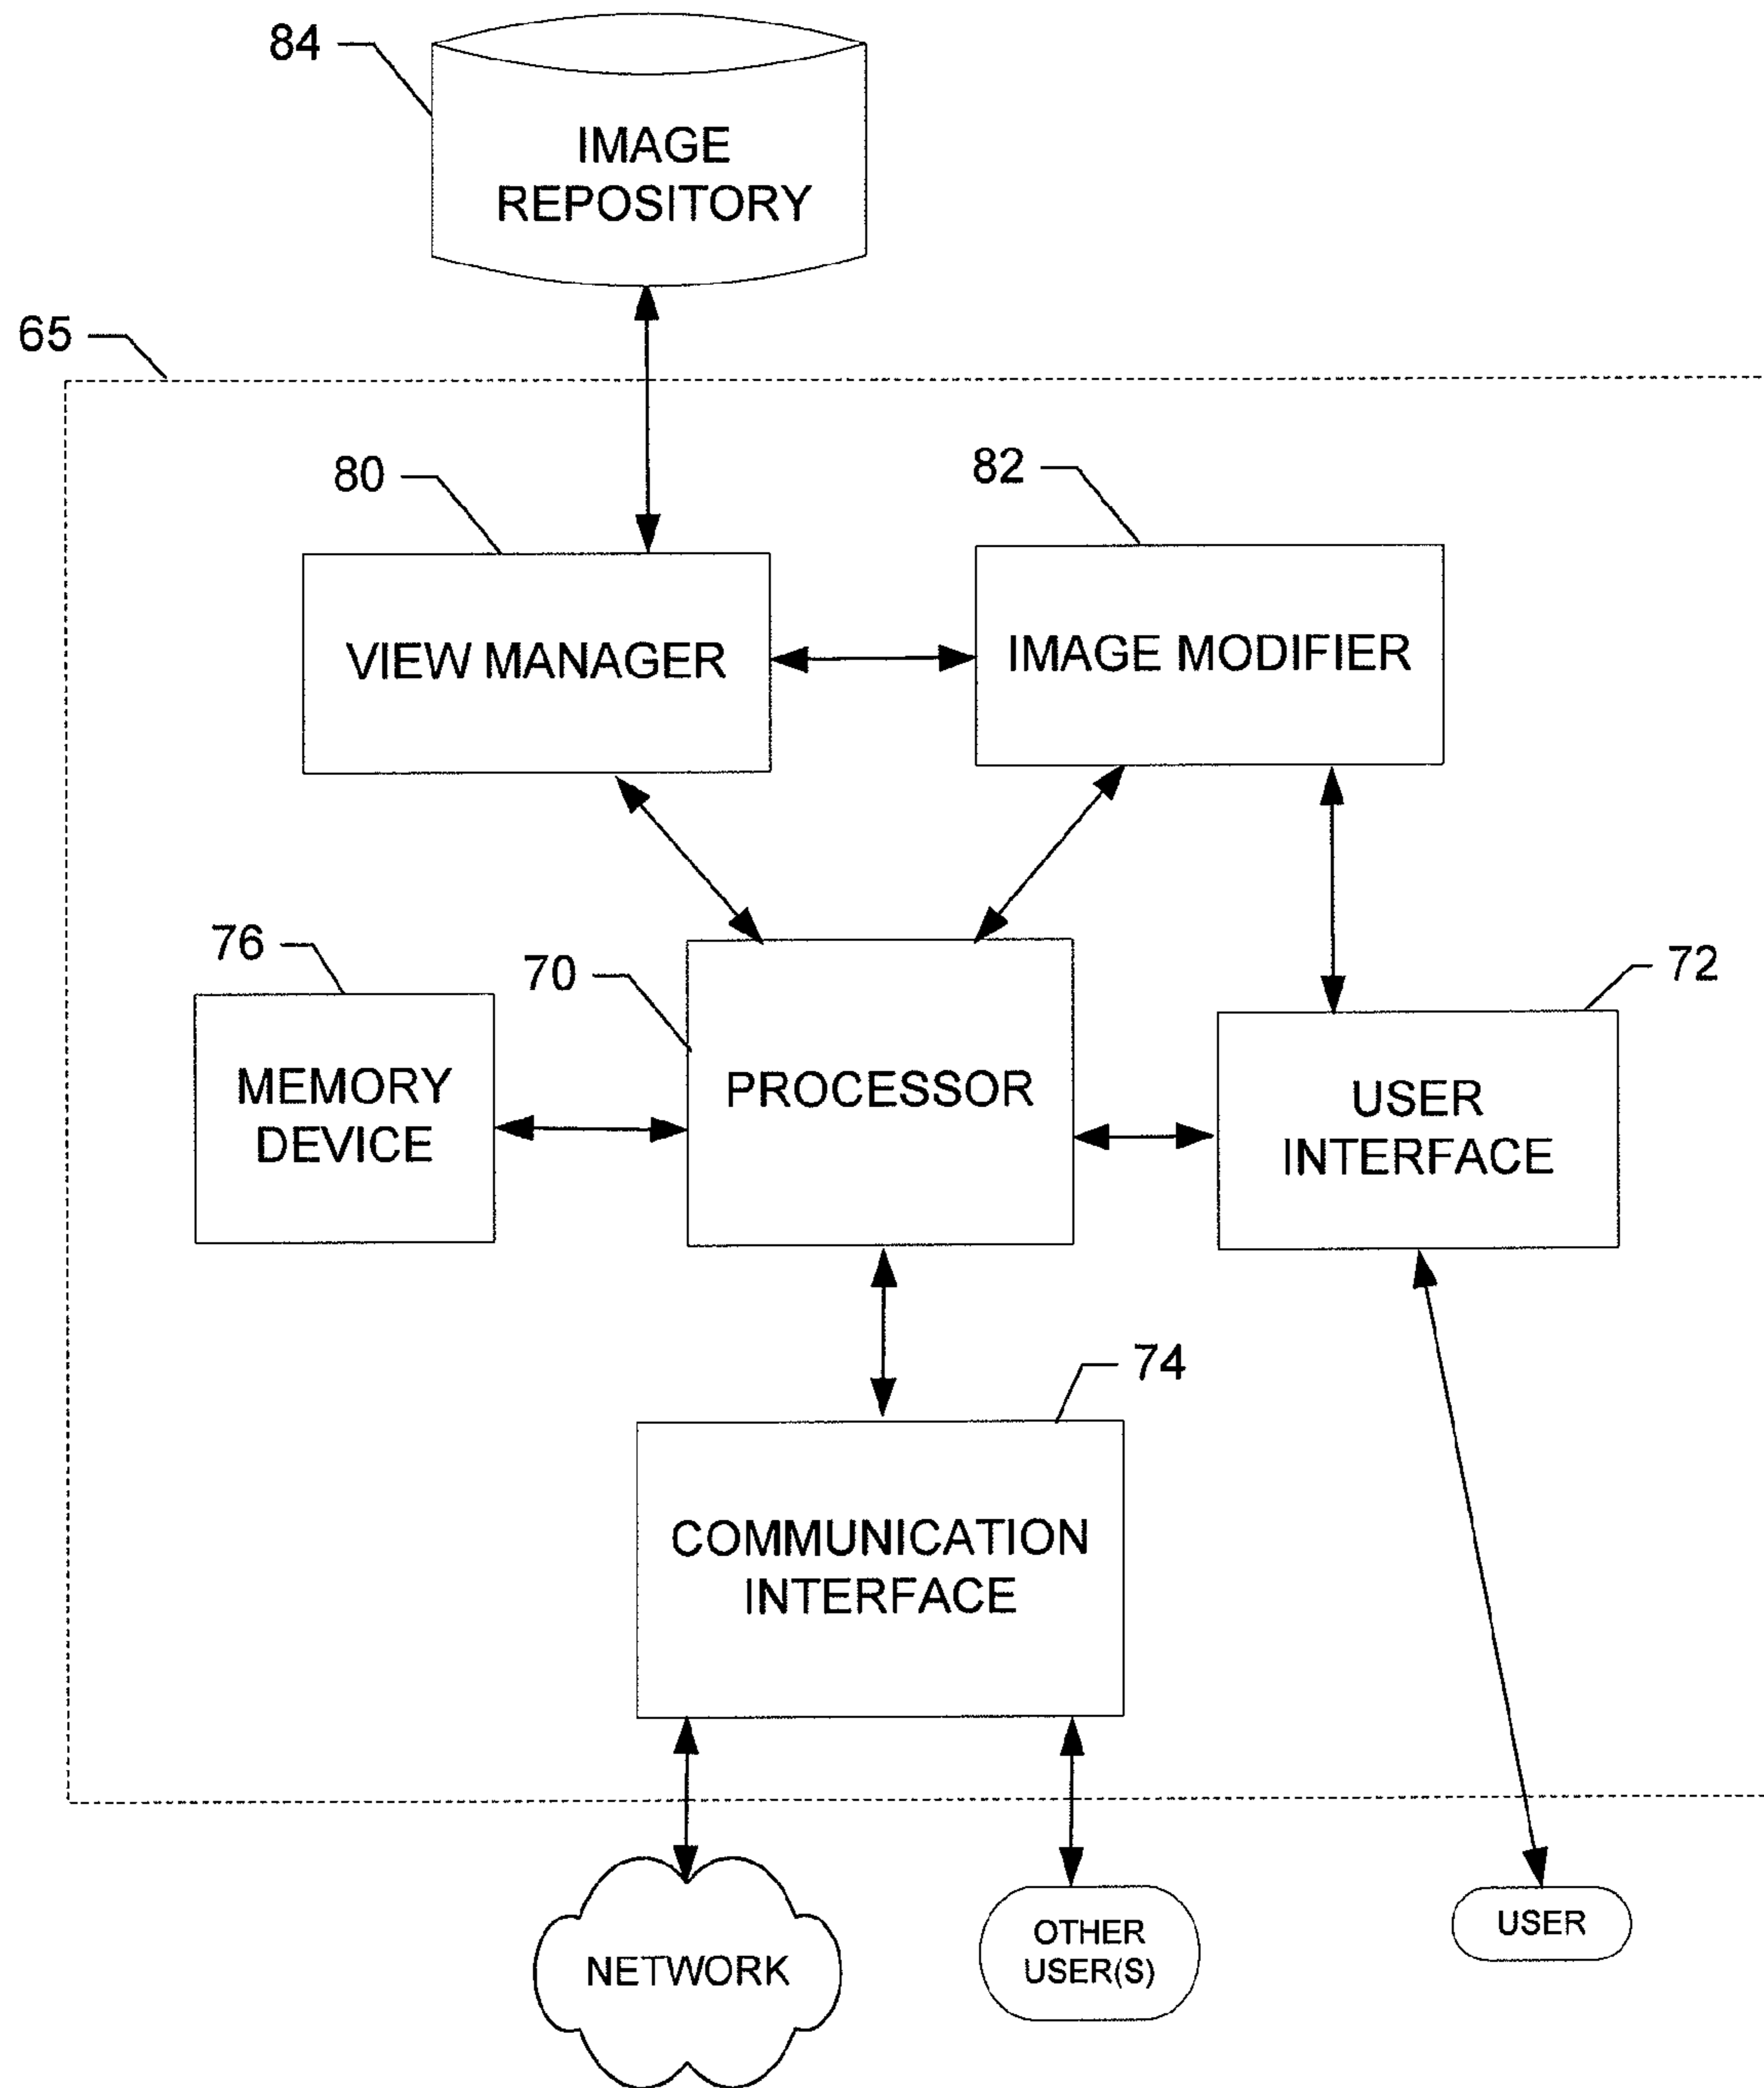 84
IMAGE
REPOSITORY
65
80
82
VIEW MANAGER
IMAGE MODIFIER
76
70
72
MEMORY
DEVICE
PROCESSOR
USER
INTERFACE
74
COMMUNICATION
INTERFACE
NETWORK
OTHER
USER(S)
USER